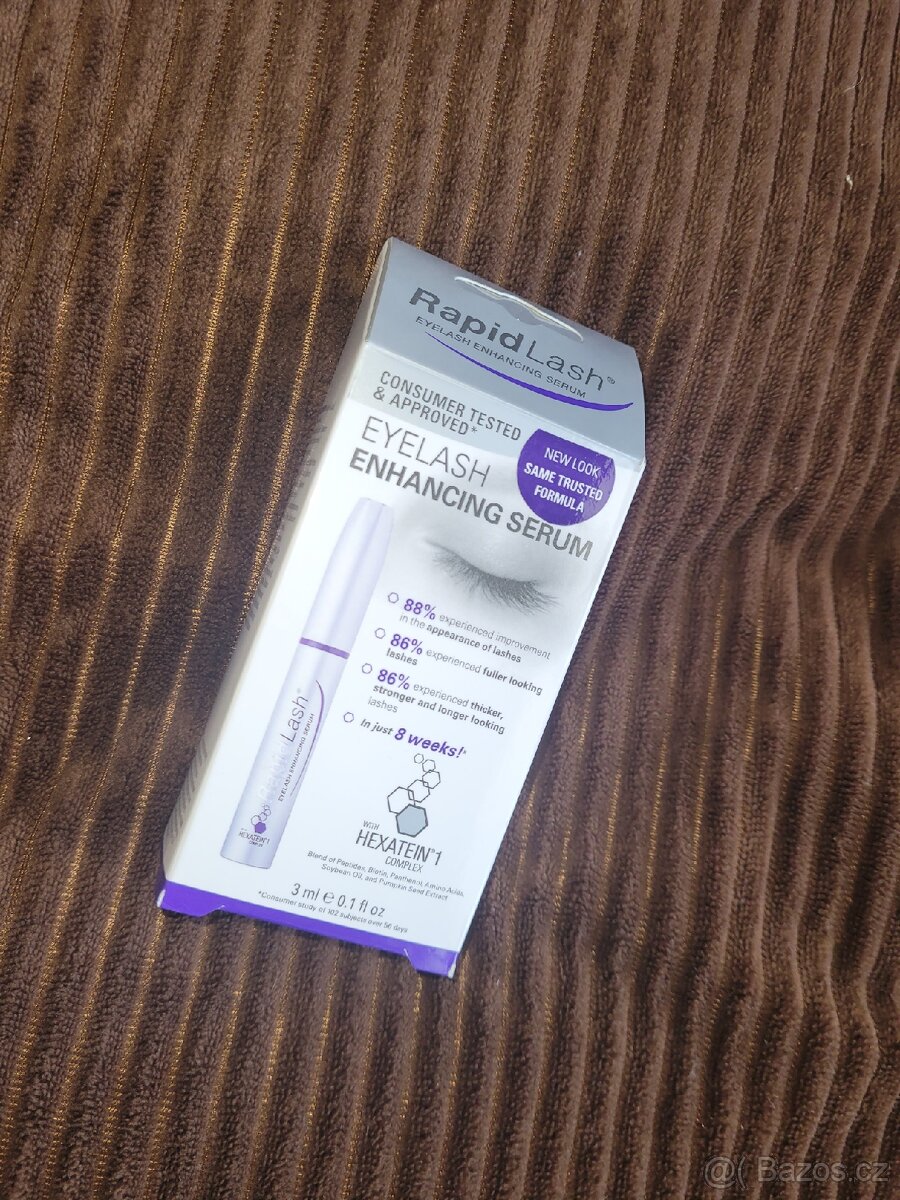 RapidLash®
EYELASH ENHANCING SERUM
CONSUMER TESTED
& APPROVED*
EYELASH
ENHANCING SERUM
NEW LOOK
SAME TRUSTED
FORMULA
88% experienced improvement
in the appearance of lashes
86% experienced fuller looking
lashes
86% experienced thicker,
stronger and longer looking
lashes
In just 8 weeks!*
RapidLash®
EYELASH ENHANCING SERUM
HEXATEIN®1
COMPLEX
WITH
HEXATEIN®1
COMPLEX
Blend of Peptides, Biotin, Panthenol, Amino Acids,
Soybean Oil, and Pumpkin Seed Extract
3 ml e 0.1 fl oz
*Consumer study of 102 subjects over 56 days
@( Bazos.cz